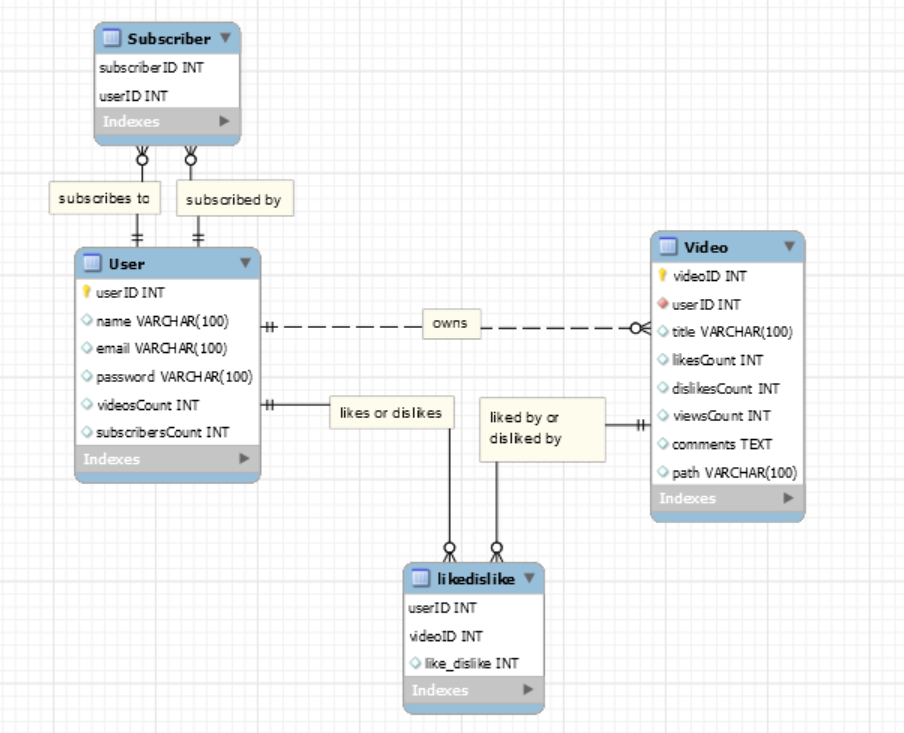 Subscriber
subscriberID INT
userID INT
Indexes
subscribes to
subscribed by
User
userID INT
name VARCHAR(100)
email VARCHAR(100)
password VARCHAR(100)
videosCount INT
subscribersCount INT
Indexes
owns
Video
videoID INT
userID INT
title VARCHAR(100)
likesCount INT
dislikesCount INT
viewsCount INT
comments TEXT
path VARCHAR(100)
Indexes
likes or dislikes
liked by or
disliked by
likedislike
userID INT
videoID INT
like_dislike INT
Indexes